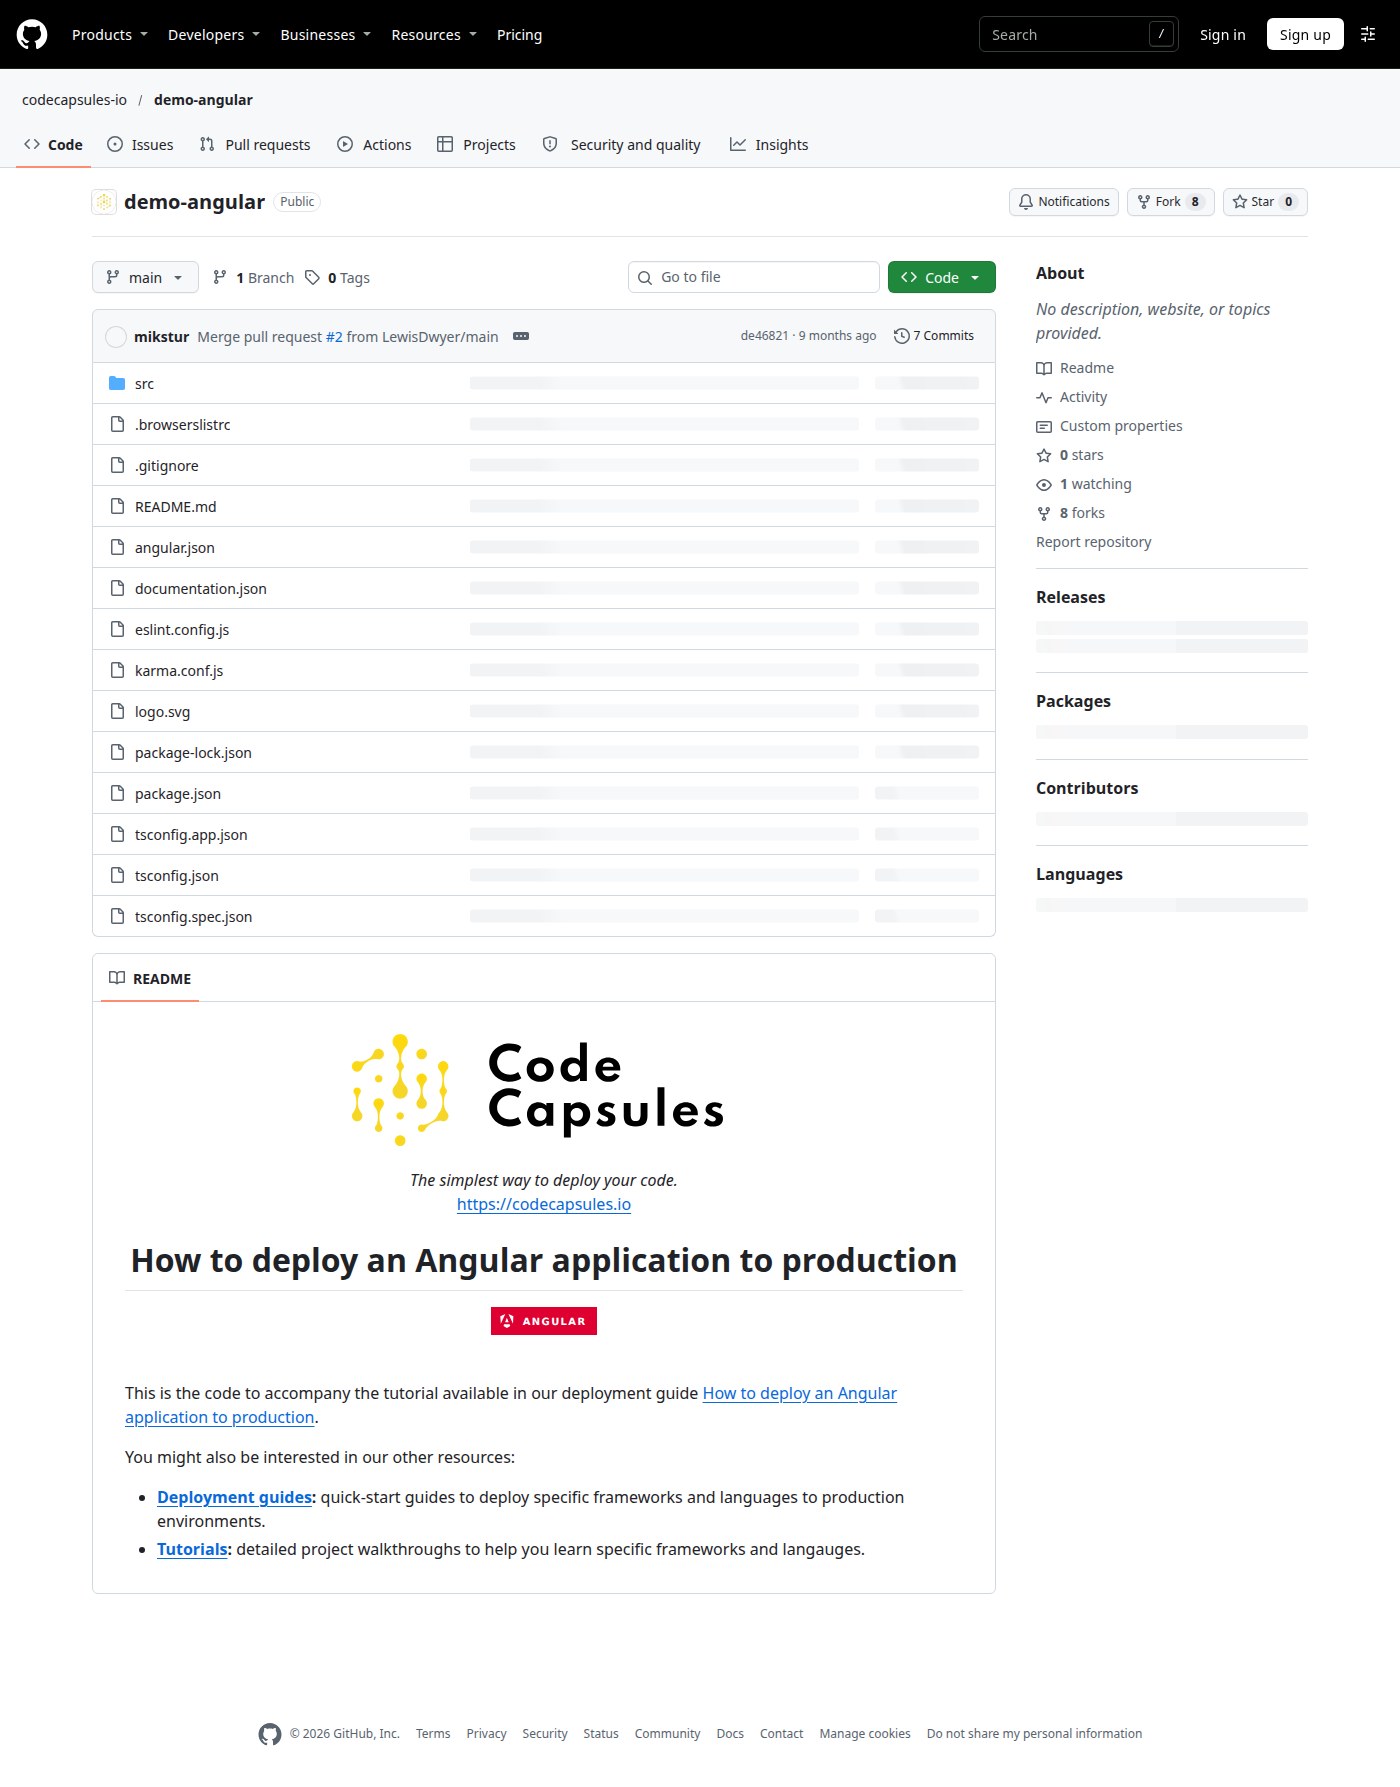 Products Developers Businesses Resources Pricing Search / Sign in Sign up
codecapsules-io / demo-angular
Code Issues Pull requests Actions Projects Security and quality Insights
demo-angular Public Notifications Fork 8 Star 0
main 1 Branch 0 Tags Go to file Code
mikstur Merge pull request #2 from LewisDwyer/main de46821 · 9 months ago 7 Commits
src
.browserslistrc
.gitignore
README.md
angular.json
documentation.json
eslint.config.js
karma.conf.js
logo.svg
package-lock.json
package.json
tsconfig.app.json
tsconfig.json
tsconfig.spec.json
About
No description, website, or topics
provided.
Readme
Activity
Custom properties
0 stars
1 watching
8 forks
Report repository
Releases
Packages
Contributors
Languages
README
Code
Capsules
The simplest way to deploy your code.
https://codecapsules.io
How to deploy an Angular application to production
ANGULAR
This is the code to accompany the tutorial available in our deployment guide How to deploy an Angular
application to production.
You might also be interested in our other resources:
Deployment guides: quick-start guides to deploy specific frameworks and languages to production
environments.
Tutorials: detailed project walkthroughs to help you learn specific frameworks and langauges.
© 2026 GitHub, Inc. Terms Privacy Security Status Community Docs Contact Manage cookies Do not share my personal information